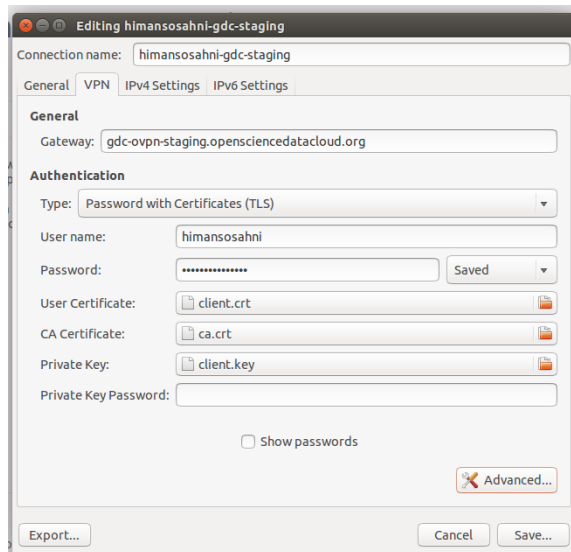 Editing himansosahni-gdc-staging
Connection name: himansosahni-gdc-staging
General VPN IPv4 Settings IPv6 Settings
General
Gateway: gdc-ovpn-staging.opensciencedatacloud.org
Authentication
Type: Password with Certificates (TLS)
User name: himansosahni
Password: ••••••••••••••• Saved
User Certificate: client.crt
CA Certificate: ca.crt
Private Key: client.key
Private Key Password:
Show passwords
Advanced...
Export... Cancel Save...